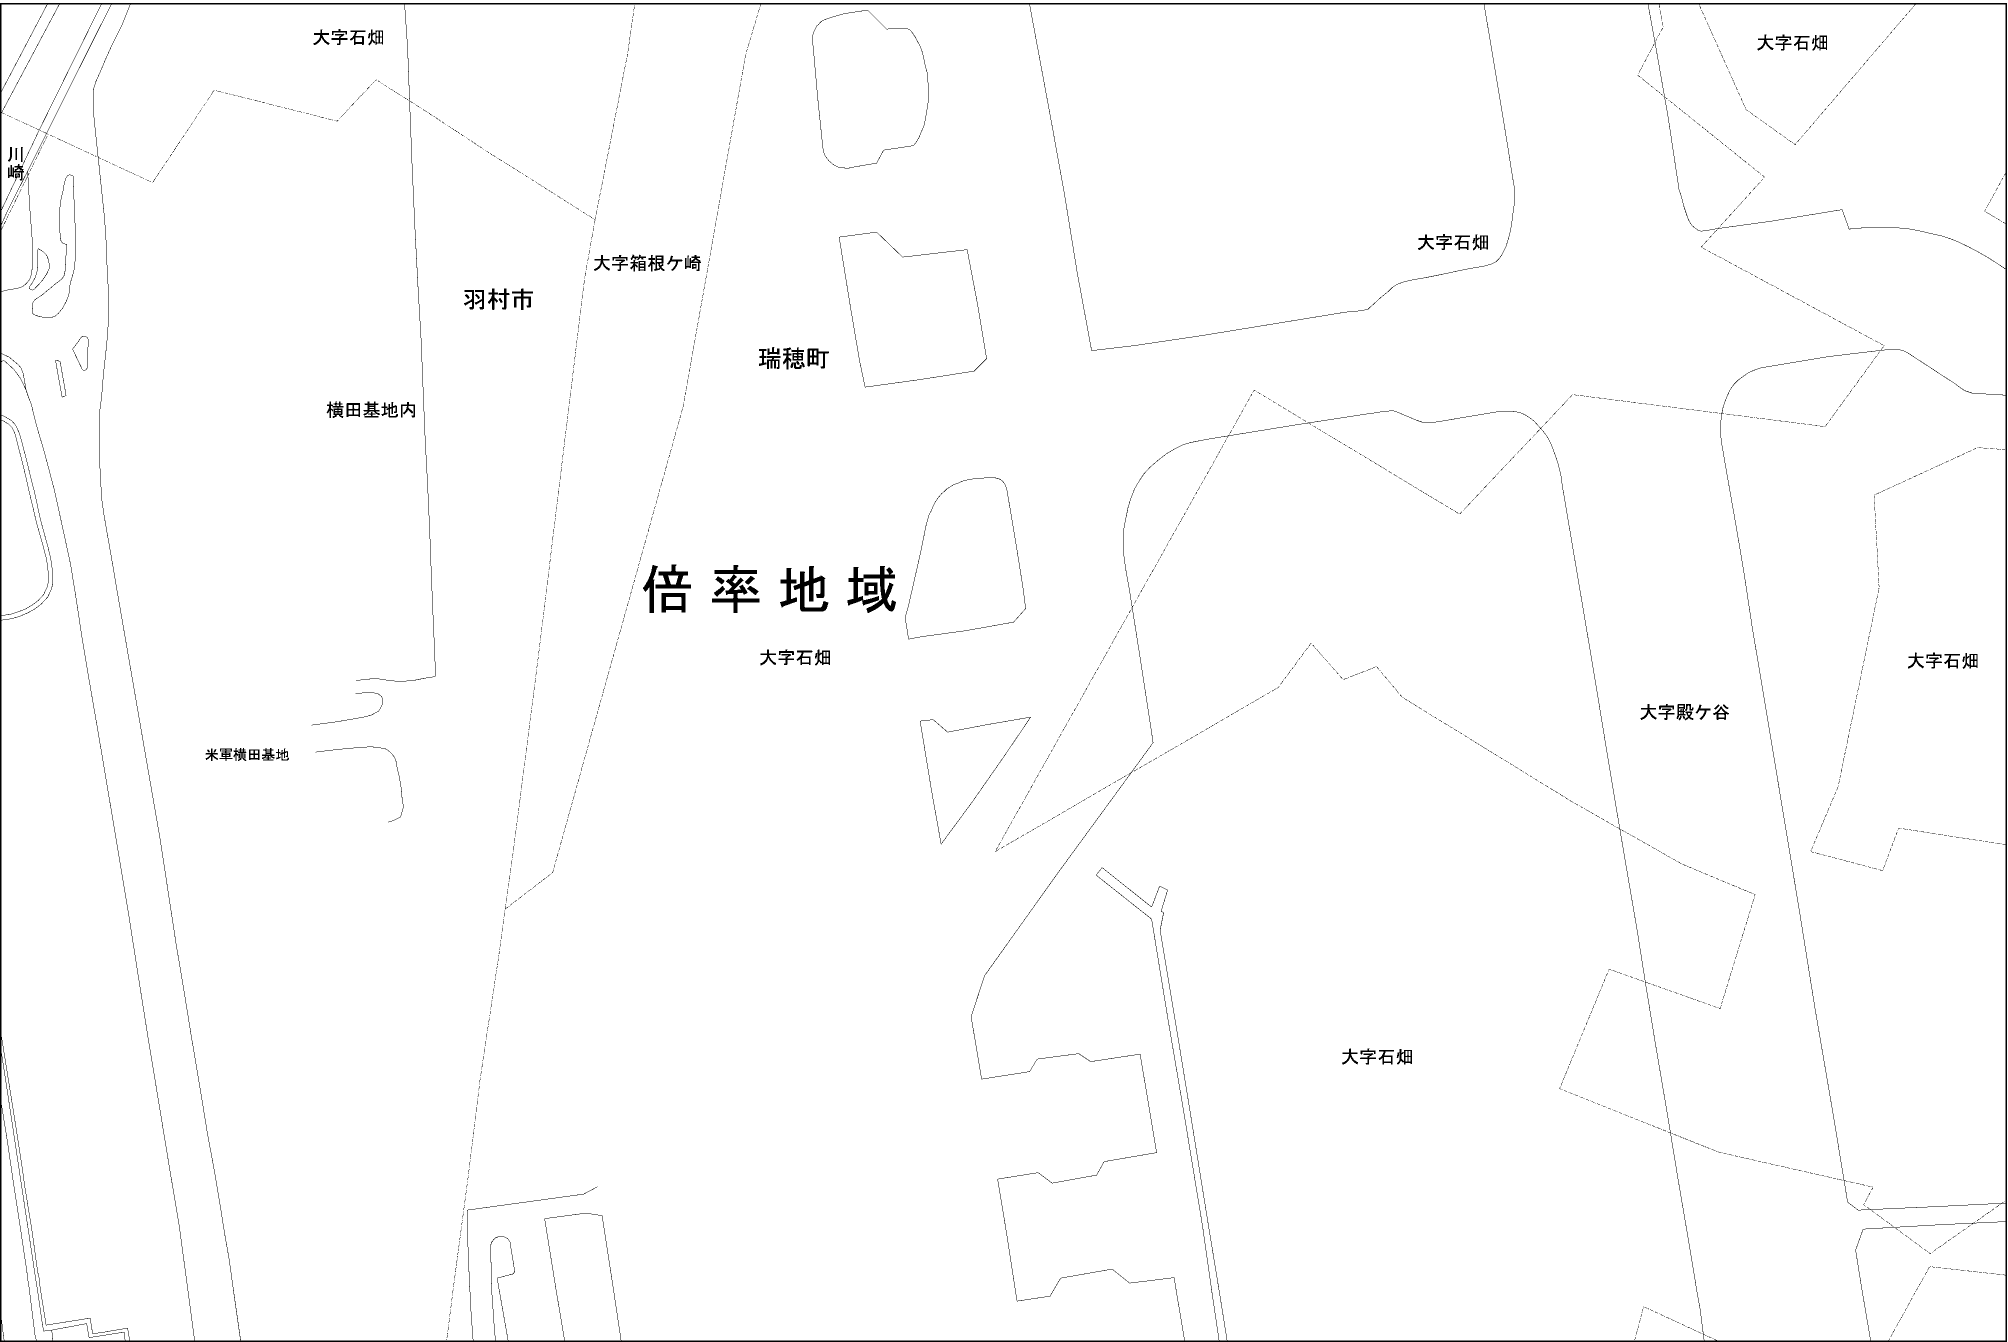 大字石畑
大字石畑
川崎
大字石畑
大字箱根ケ崎
羽村市
瑞穂町
横田基地内
倍率地域
大字石畑
大字石畑
大字殿ケ谷
米軍横田基地
大字石畑